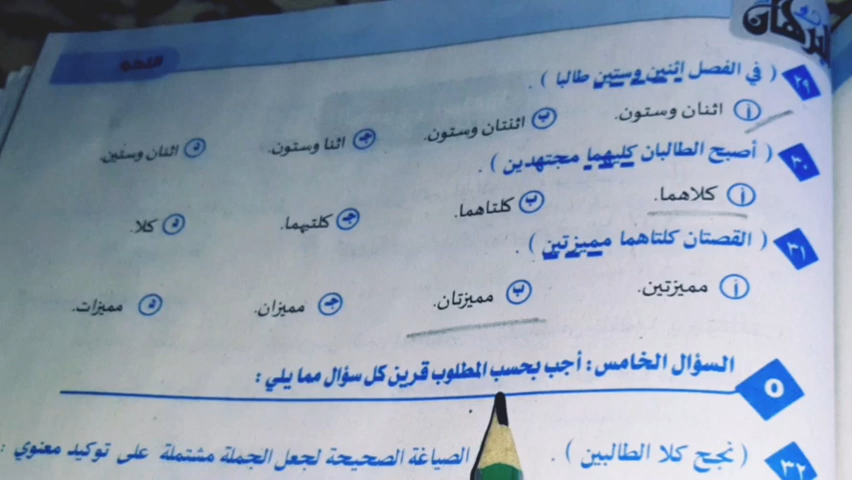 البرهان
النحو
٢٩ ( في الفصل اثنين وستين طالبا ) .
أ اثنان وستون. ب اثنتان وستون. ج اثنا وستون. د اثنان وستين.
٣٠ ( أصبح الطالبان كليهما مجتهدين ) .
أ كلاهما. ب كلتاهما. ج كلتيهما. د كلا.
٣١ ( القصتان كلتاهما مميزتين ) .
أ مميزتين. ب مميزتان. ج مميزان. د مميزات.
٥ السؤال الخامس : أجب بحسب المطلوب قرين كل سؤال مما يلي :
٣٢ ( نجح كلا الطالبين ) . الصياغة الصحيحة لجعل الجملة مشتملة على توكيد معنوي :